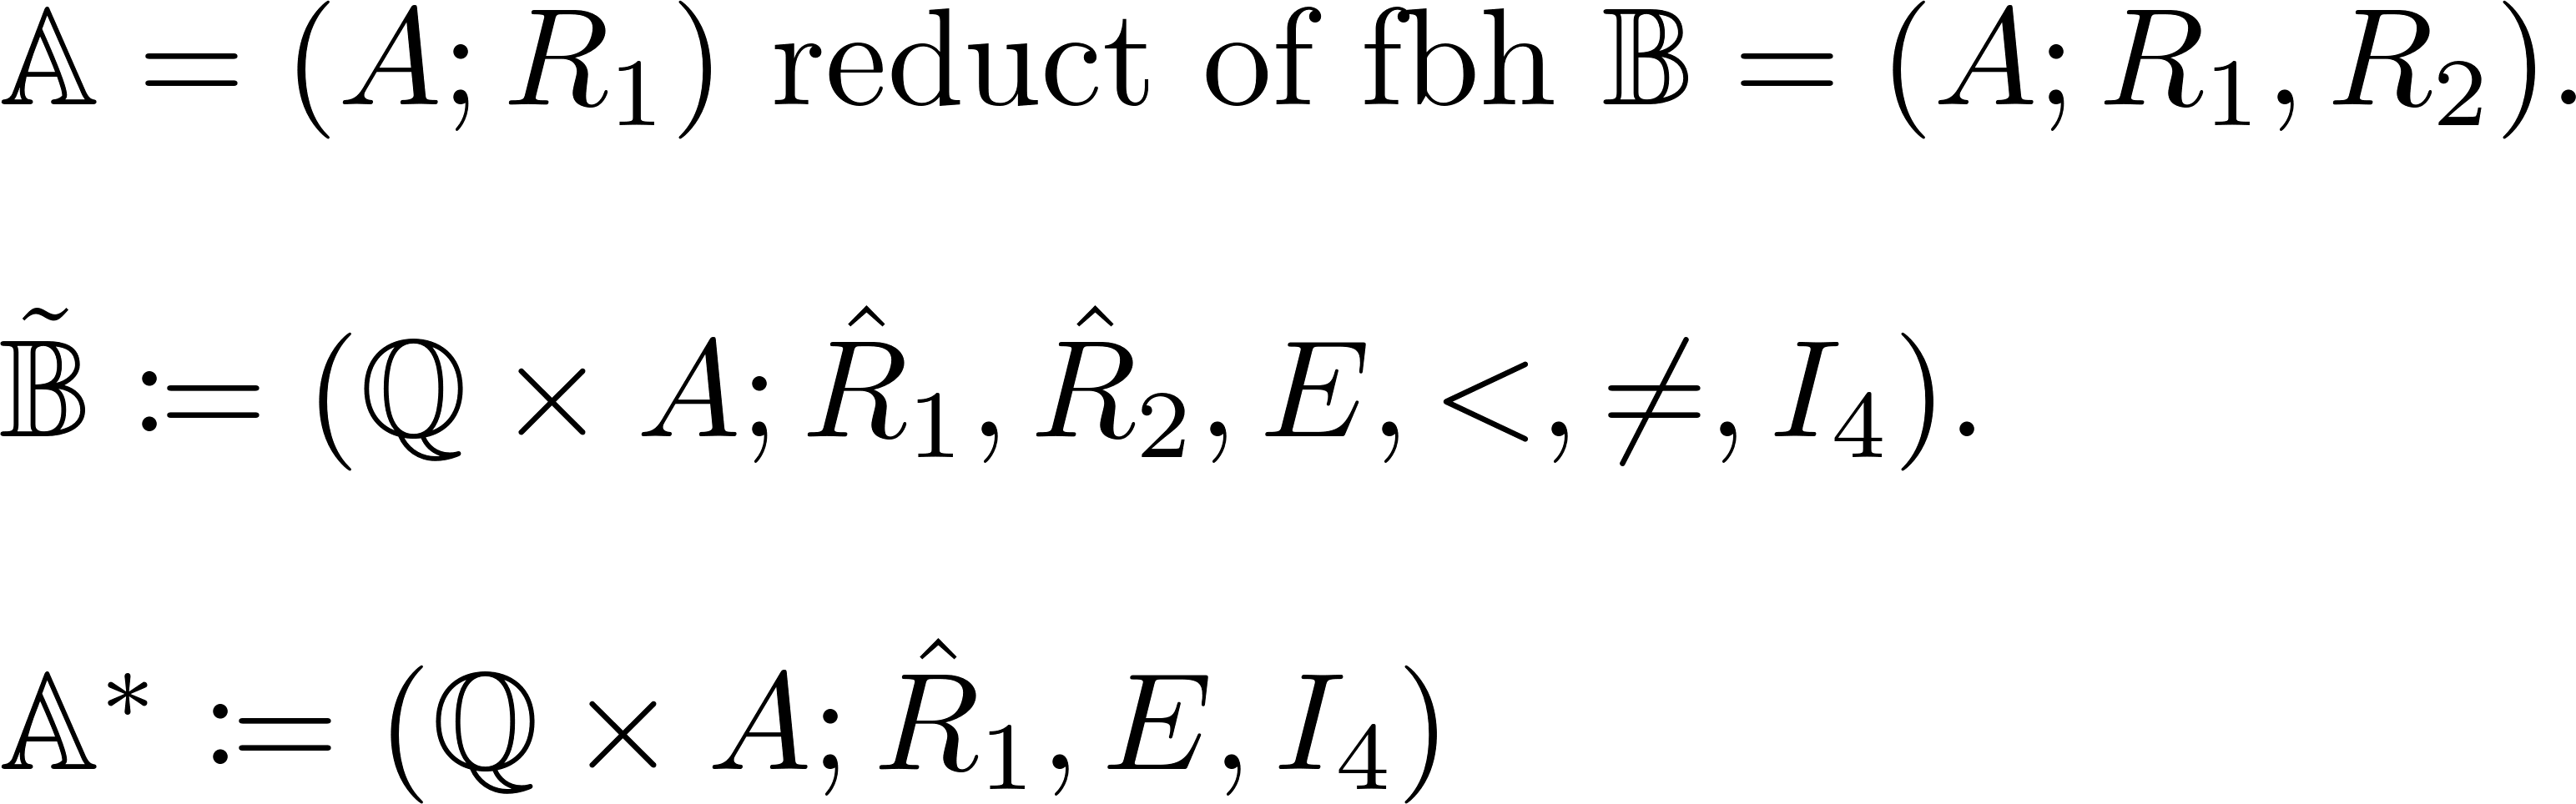 𝔸 = (A; R₁) reduct of fbh 𝔹 = (A; R₁, R₂).
𝔹̃ := (ℚ × A; R̂₁, R̂₂, E, <, ≠, I₄).
𝔸* := (ℚ × A; R̂₁, E, I₄)